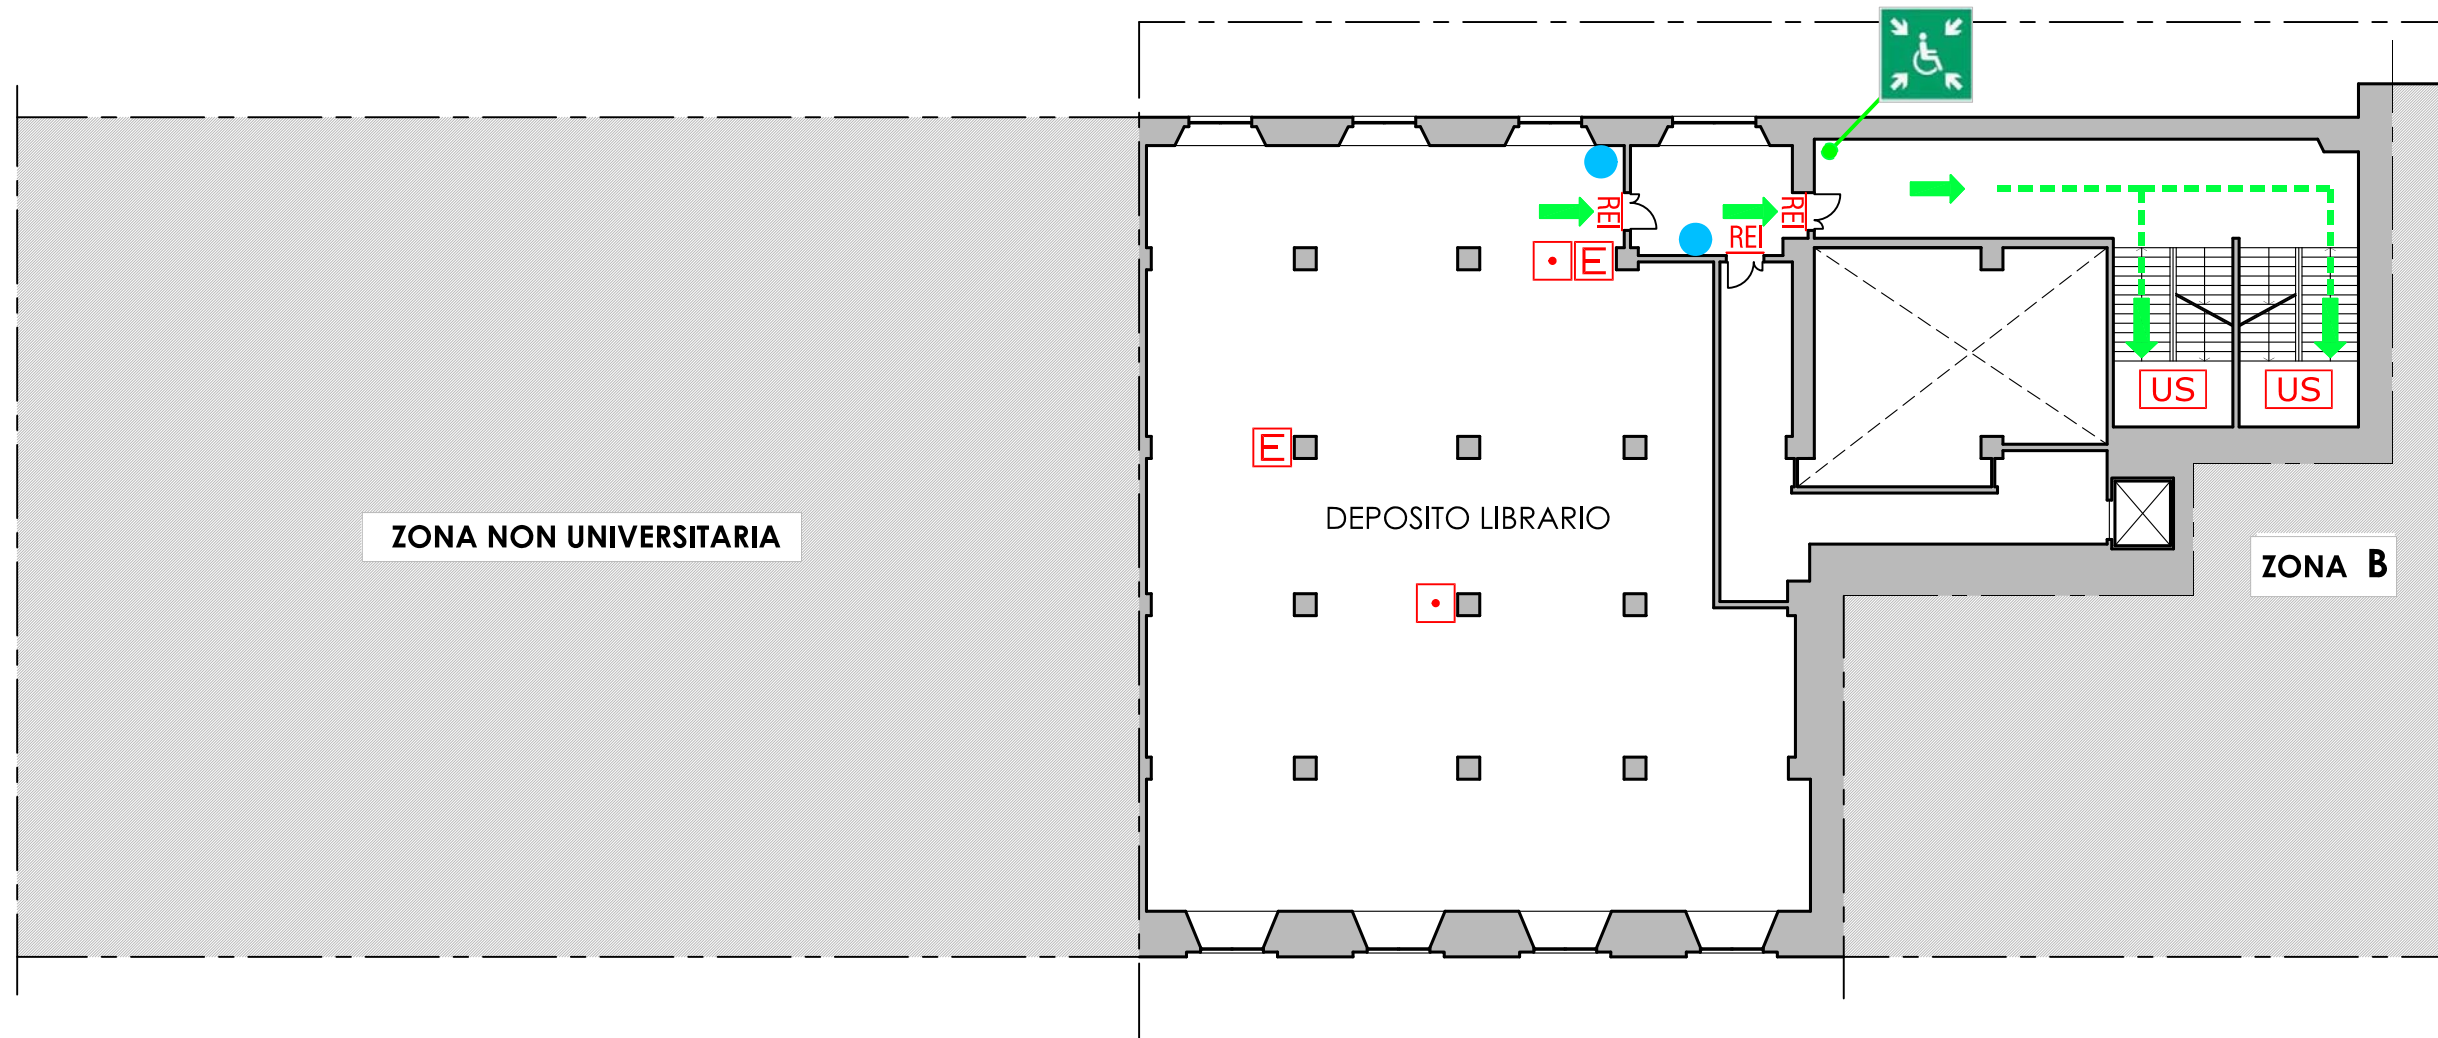 REI
REI
REI
E
E
US
US
DEPOSITO LIBRARIO
ZONA NON UNIVERSITARIA
ZONA B